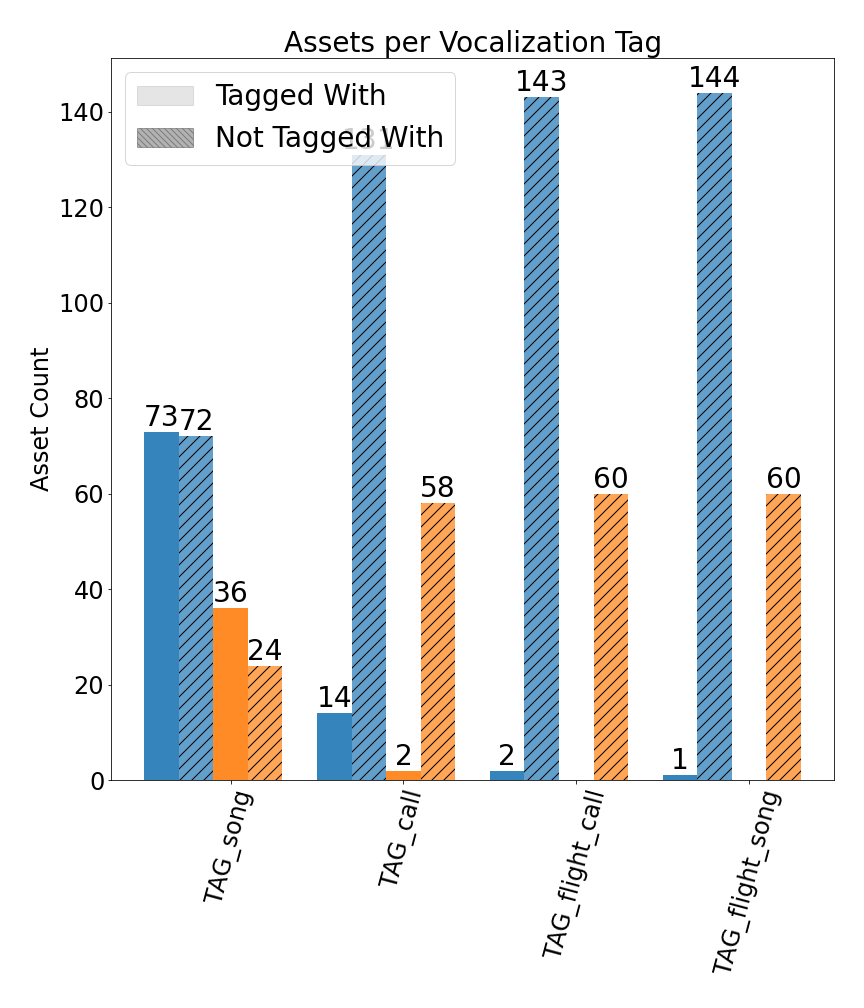 Assets per Vocalization Tag
Tagged With
Not Tagged With
Asset Count
140
120
100
80
60
40
20
0
73
72
36
24
14
131
2
58
2
143
60
1
144
60
TAG_song
TAG_call
TAG_flight_call
TAG_flight_song